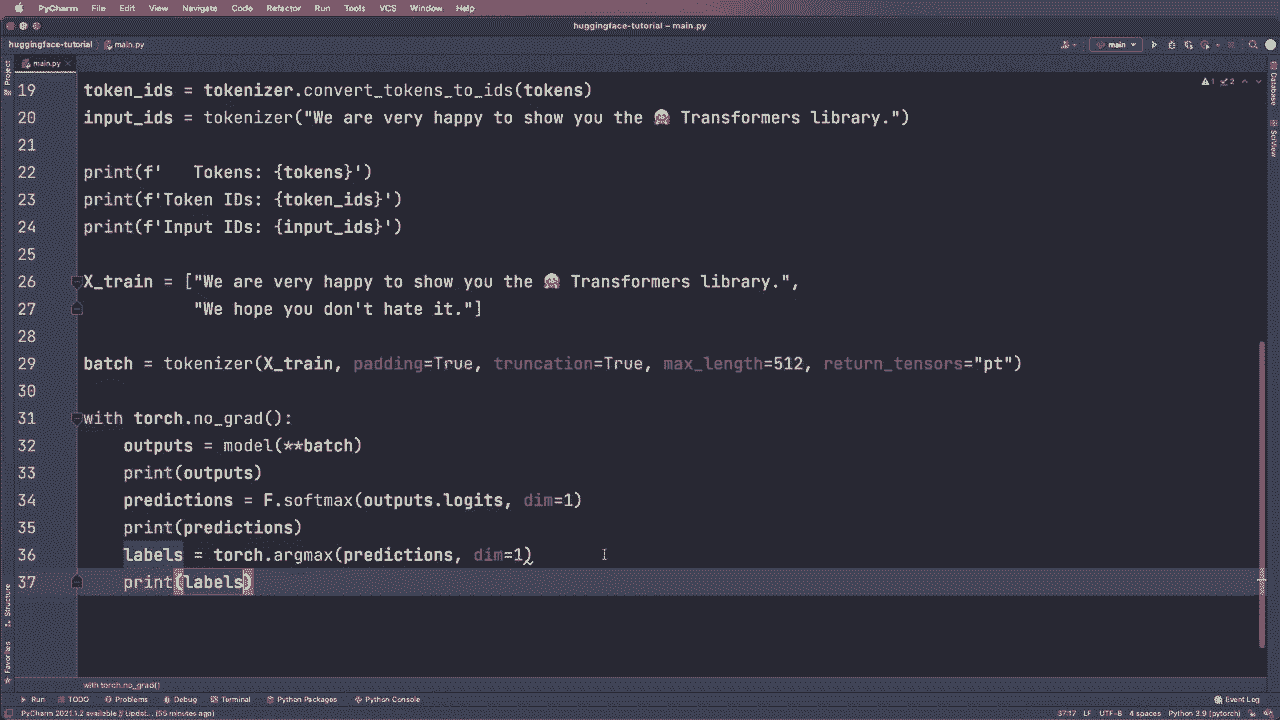 PyCharm File Edit View Navigate Code Refactor Run Tools VCS Window Help
huggingface-tutorial – main.py
huggingface-tutorial main.py main
main.py
Project
Database
SciView
1 2
19 token_ids = tokenizer.convert_tokens_to_ids(tokens)
20 input_ids = tokenizer("We are very happy to show you the 🤗 Transformers library.")
21
22 print(f'   Tokens: {tokens}')
23 print(f'Token IDs: {token_ids}')
24 print(f'Input IDs: {input_ids}')
25
26 X_train = ["We are very happy to show you the 🤗 Transformers library.",
27            "We hope you don't hate it."]
28
29 batch = tokenizer(X_train, padding=True, truncation=True, max_length=512, return_tensors="pt")
30
31 with torch.no_grad():
32     outputs = model(**batch)
33     print(outputs)
34     predictions = F.softmax(outputs.logits, dim=1)
35     print(predictions)
36     labels = torch.argmax(predictions, dim=1)
37     print(labels)
Structure
Favorites
with torch.no_grad()
Run TODO Problems Debug Terminal Python Packages Python Console Event Log
PyCharm 2021.1.2 available // Updat... (55 minutes ago) 37:17 LF UTF-8 4 spaces Python 3.9 (pytorch)